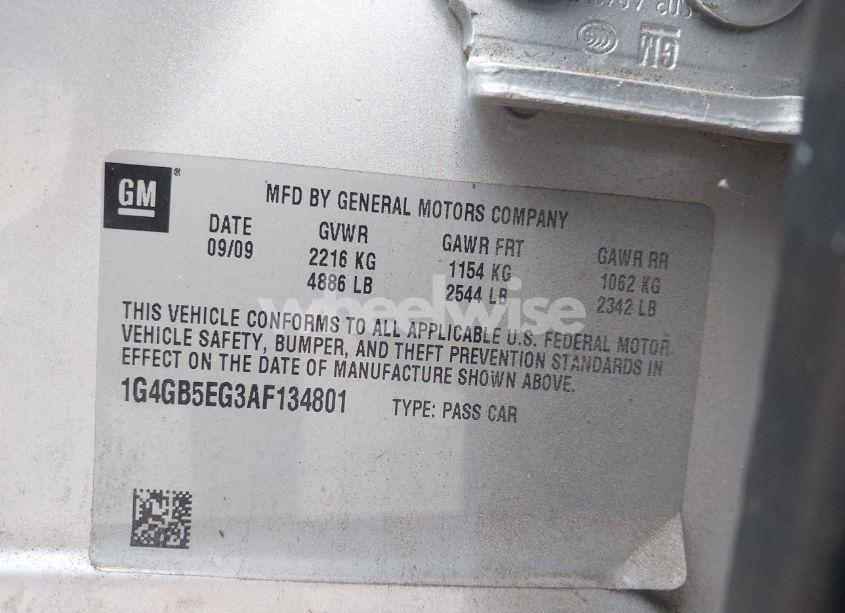 GM
GM
MFD BY GENERAL MOTORS COMPANY
DATE GVWR GAWR FRT GAWR RR
09/09 2216 KG 1154 KG 1062 KG
4886 LB 2544 LB 2342 LB
wheelwise
THIS VEHICLE CONFORMS TO ALL APPLICABLE U.S. FEDERAL MOTOR
VEHICLE SAFETY, BUMPER, AND THEFT PREVENTION STANDARDS IN
EFFECT ON THE DATE OF MANUFACTURE SHOWN ABOVE.
1G4GB5EG3AF134801 TYPE: PASS CAR